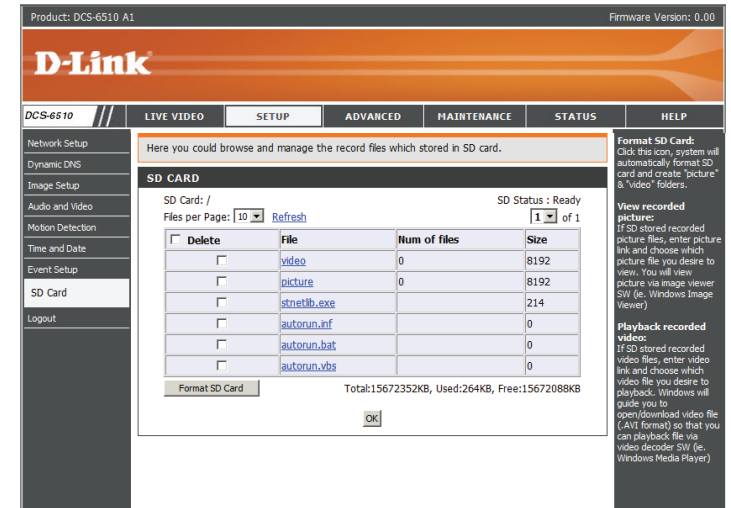 Product: DCS-6510 A1 Firmware Version: 0.00
D-Link
DCS-6510 LIVE VIDEO SETUP ADVANCED MAINTENANCE STATUS HELP
Network Setup
Dynamic DNS
Image Setup
Audio and Video
Motion Detection
Time and Date
Event Setup
SD Card
Logout
Here you could browse and manage the record files which stored in SD card.
SD CARD
SD Card: / SD Status : Ready
Files per Page: 10 Refresh 1 of 1
Delete File Num of files Size
video 0 8192
picture 0 8192
stnetlib.exe 214
autorun.inf 0
autorun.bat 0
autorun.vbs 0
Format SD Card Total:15672352KB, Used:264KB, Free:15672088KB
OK
Format SD Card:
Click this icon, system will
automatically format SD
card and create "picture"
& "video" folders.
View recorded
picture:
If SD stored recorded
picture files, enter picture
link and choose which
picture file you desire to
view. You will view
picture via image viewer
SW (ie. Windows Image
Viewer)
Playback recorded
video:
If SD stored recorded
video files, enter video
link and choose which
video file you desire to
playback. Windows will
guide you to
open/download video file
(.AVI format) so that you
can playback file via
video decoder SW (ie.
Windows Media Player)